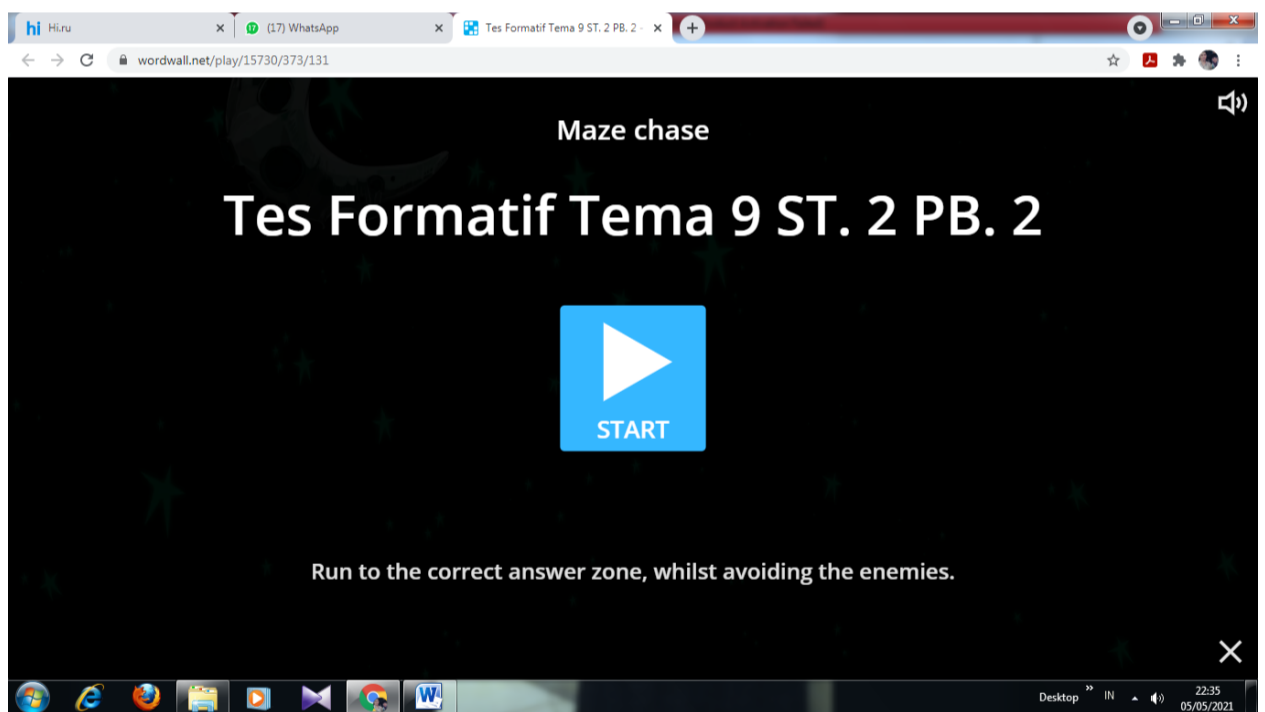 hi Hi.ru
17 (17) WhatsApp
Tes Formatif Tema 9 ST. 2 PB. 2 -
wordwall.net/play/15730/373/131
Maze chase
Tes Formatif Tema 9 ST. 2 PB. 2
START
Run to the correct answer zone, whilst avoiding the enemies.
Desktop IN 22:35
05/05/2021